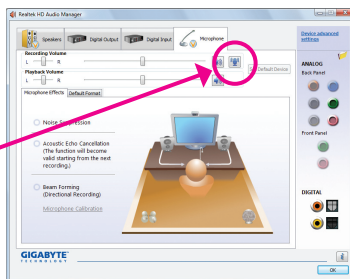 Realtek HD Audio Manager
Speakers
Digital Output
Digital Input
Microphone
Device advanced
settings
Recording Volume
L
R
Default Device
Playback Volume
L
R
Microphone Effects
Default Format
Noise Suppression
Acoustic Echo Cancellation
(The function will become
valid starting from the next
recording.)
Beam Forming
(Directional Recording)
Microphone Calibration
ANALOG
Back Panel
Front Panel
DIGITAL
GIGABYTE
TECHNOLOGY
OK